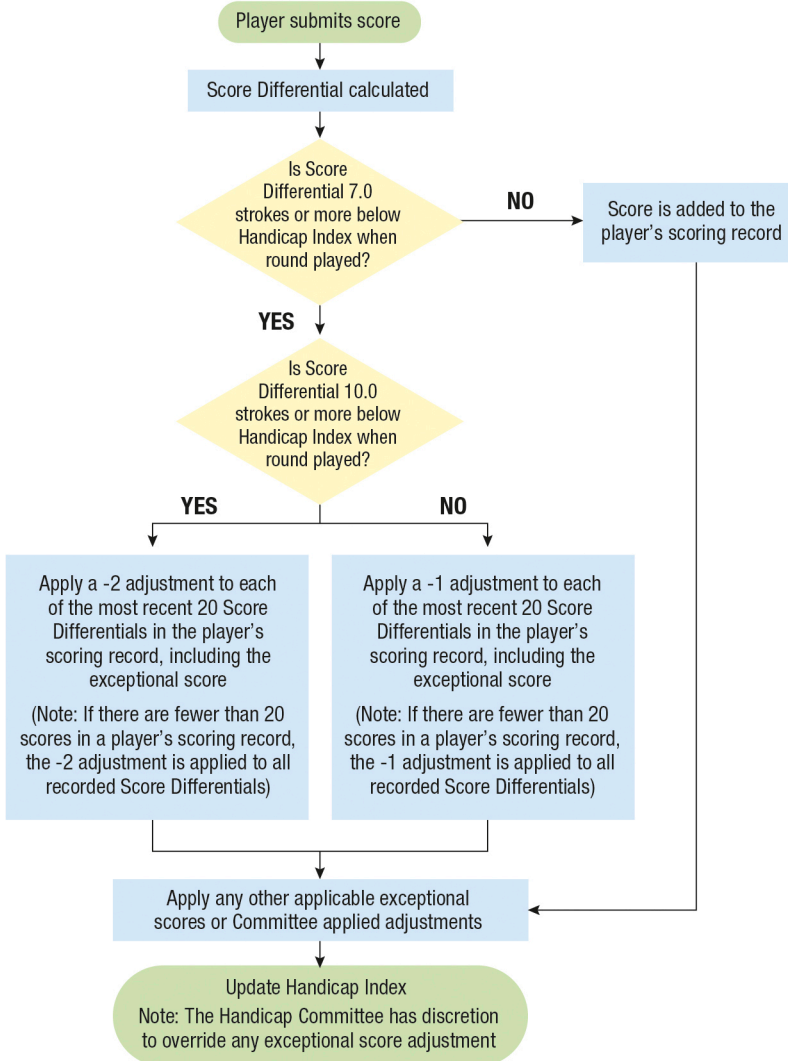 Player submits score
Score Differential calculated
Is Score
Differential 7.0
strokes or more below
Handicap Index when
round played?
NO
Score is added to the
player’s scoring record
YES
Is Score
Differential 10.0
strokes or more below
Handicap Index when
round played?
YES
NO
Apply a -2 adjustment to each
of the most recent 20 Score
Differentials in the player’s
scoring record, including the
exceptional score
(Note: If there are fewer than 20
scores in a player’s scoring record,
the -2 adjustment is applied to all
recorded Score Differentials)
Apply a -1 adjustment to each
of the most recent 20 Score
Differentials in the player’s
scoring record, including the
exceptional score
(Note: If there are fewer than 20
scores in a player’s scoring record,
the -1 adjustment is applied to all
recorded Score Differentials)
Apply any other applicable exceptional
scores or Committee applied adjustments
Update Handicap Index
Note: The Handicap Committee has discretion
to override any exceptional score adjustment